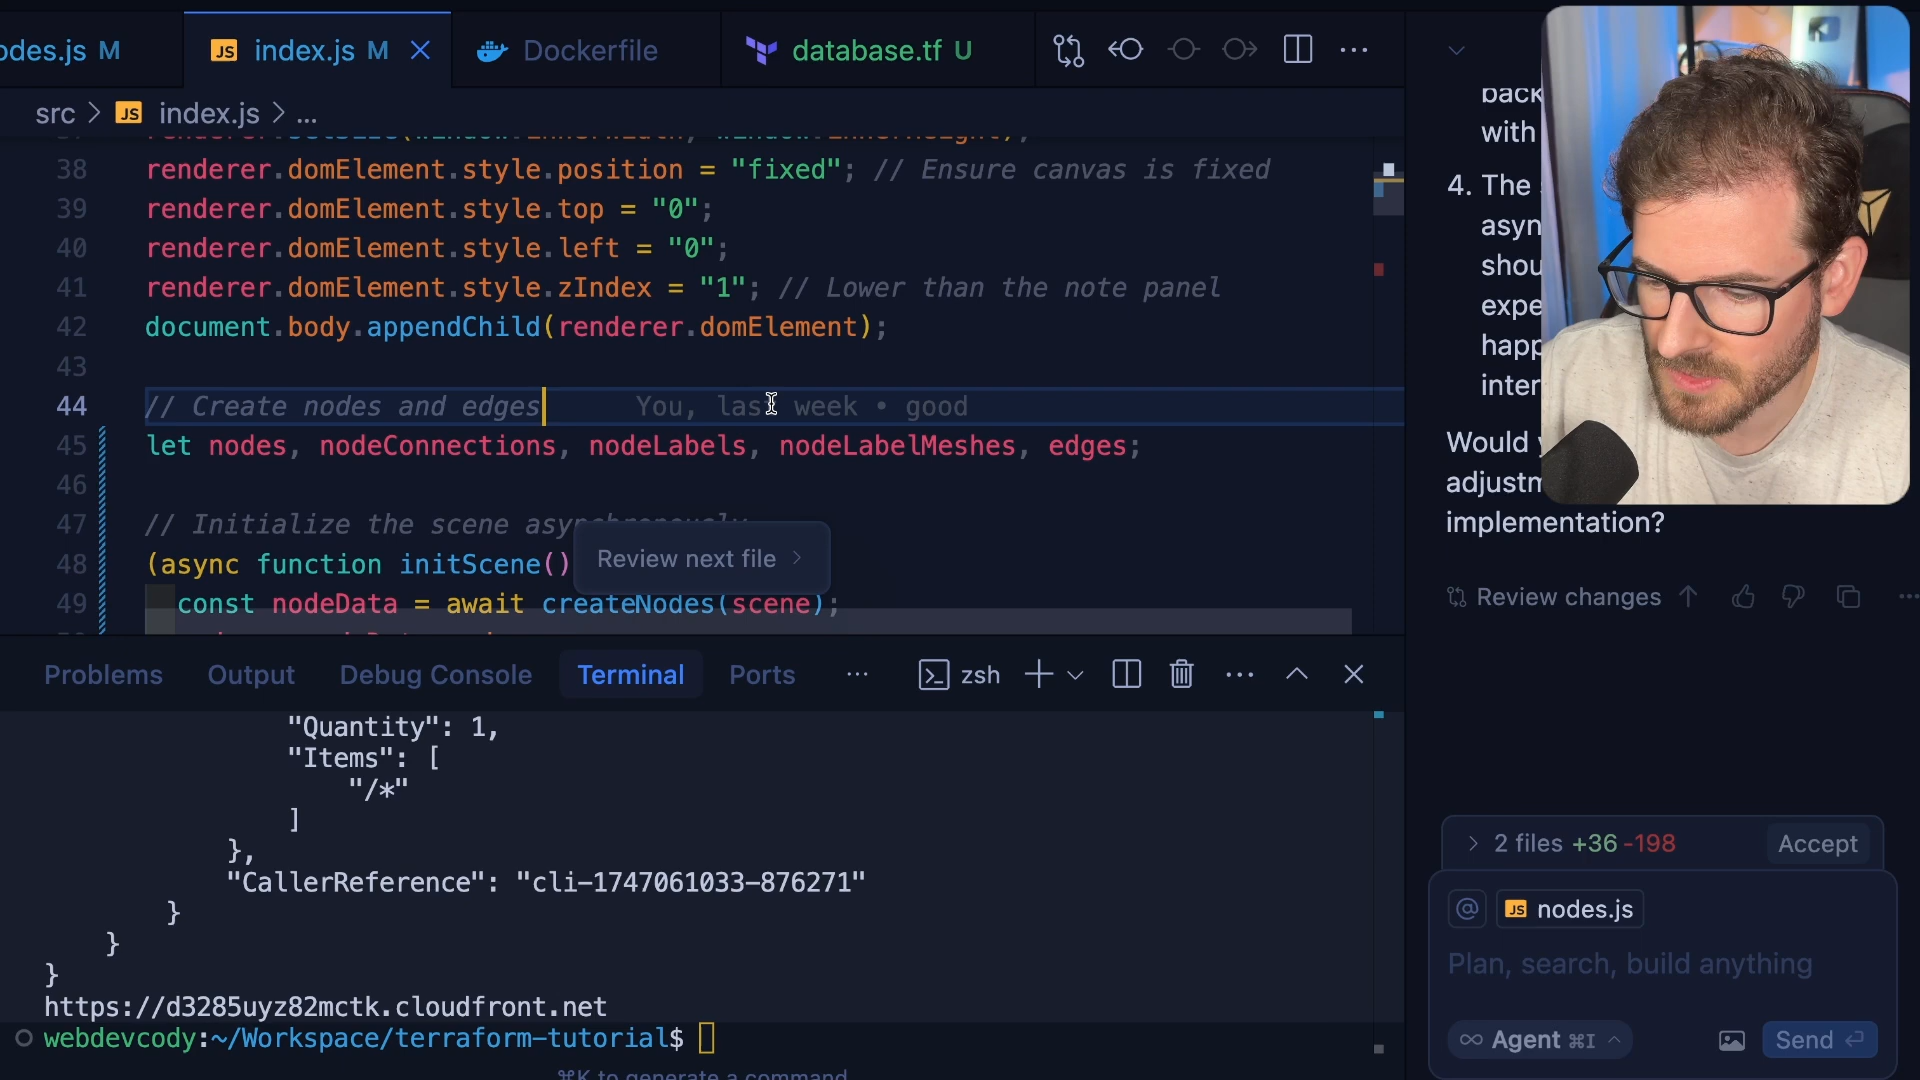 odes.js M
JS index.js M
Dockerfile
database.tf U
src > JS index.js > ...
38 renderer.domElement.style.position = "fixed"; // Ensure canvas is fixed
39 renderer.domElement.style.top = "0";
40 renderer.domElement.style.left = "0";
41 renderer.domElement.style.zIndex = "1"; // Lower than the note panel
42 document.body.appendChild(renderer.domElement);
43
44 // Create nodes and edges You, last week • good
45 let nodes, nodeConnections, nodeLabels, nodeLabelMeshes, edges;
46
47 // Initialize the scene asynchronously
48 (async function initScene()
Review next file >
49 const nodeData = await createNodes(scene);
Problems Output Debug Console Terminal Ports ... zsh
"Quantity": 1,
"Items": [
"/*"
]
},
"CallerReference": "cli-1747061033-876271"
}
}
}
https://d3285uyz82mctk.cloudfront.net
webdevcody:~/Workspace/terraform-tutorial$
⌘K to generate a command
back
with
4. The
asyn
shou
expe
happ
inter
Would
adjustm
implementation?
Review changes
> 2 files +36 -198 Accept
@ JS nodes.js
Plan, search, build anything
∞ Agent ⌘I Send